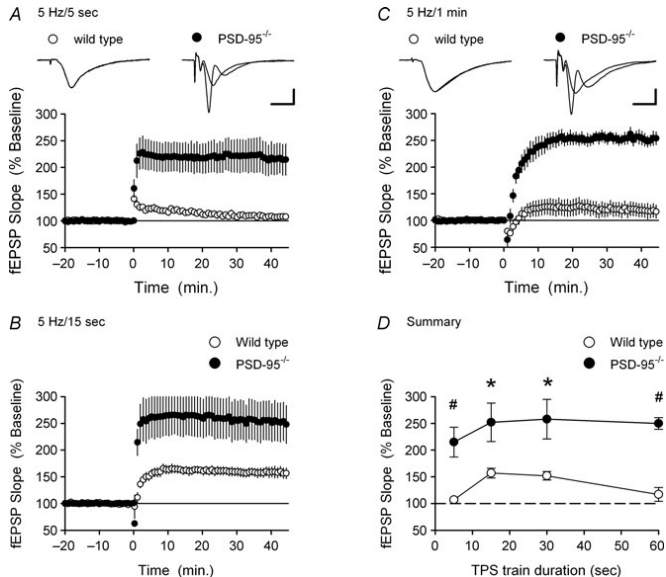 A 5 Hz/5 sec
wild type PSD-95-/-
fEPSP Slope (% Baseline)
250
200
150
100
50
–20 –10 0 10 20 30 40
Time (min.)
B 5 Hz/15 sec
Wild type
PSD-95-/-
fEPSP Slope (% Baseline)
300
250
200
150
100
50
–20 –10 0 10 20 30 40
Time (min.)
C 5 Hz/1 min
wild type PSD-95-/-
fEPSP Slope (% Baseline)
300
250
200
150
100
50
–20 –10 0 10 20 30 40
Time (min.)
D Summary
Wild type
PSD-95-/-
fEPSP Slope (% Baseline)
300
250
200
150
100
50
# * * #
0 10 20 30 40 50 60
TPS train duration (sec)